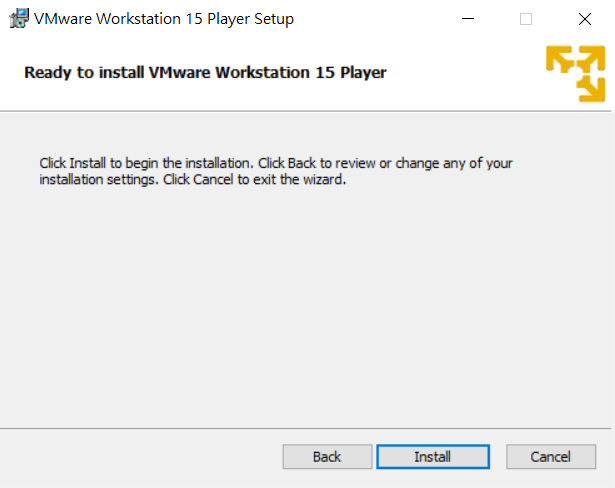 VMware Workstation 15 Player Setup
Ready to install VMware Workstation 15 Player
Click Install to begin the installation. Click Back to review or change any of your
installation settings. Click Cancel to exit the wizard.
Back Install Cancel